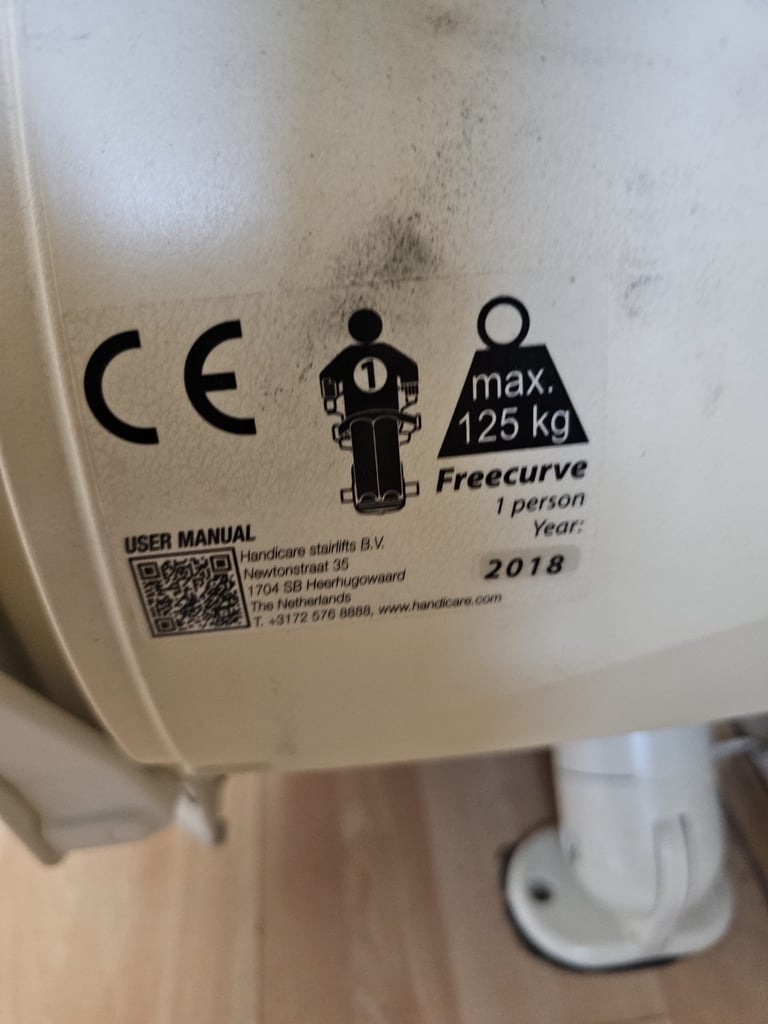 CE
1
max.
125 kg
Freecurve
1 person
Year:
2018
USER MANUAL
Handicare stairlifts B.V.
Newtonstraat 35
1704 SB Heerhugowaard
The Netherlands
T. +3172 576 8888, www.handicare.com